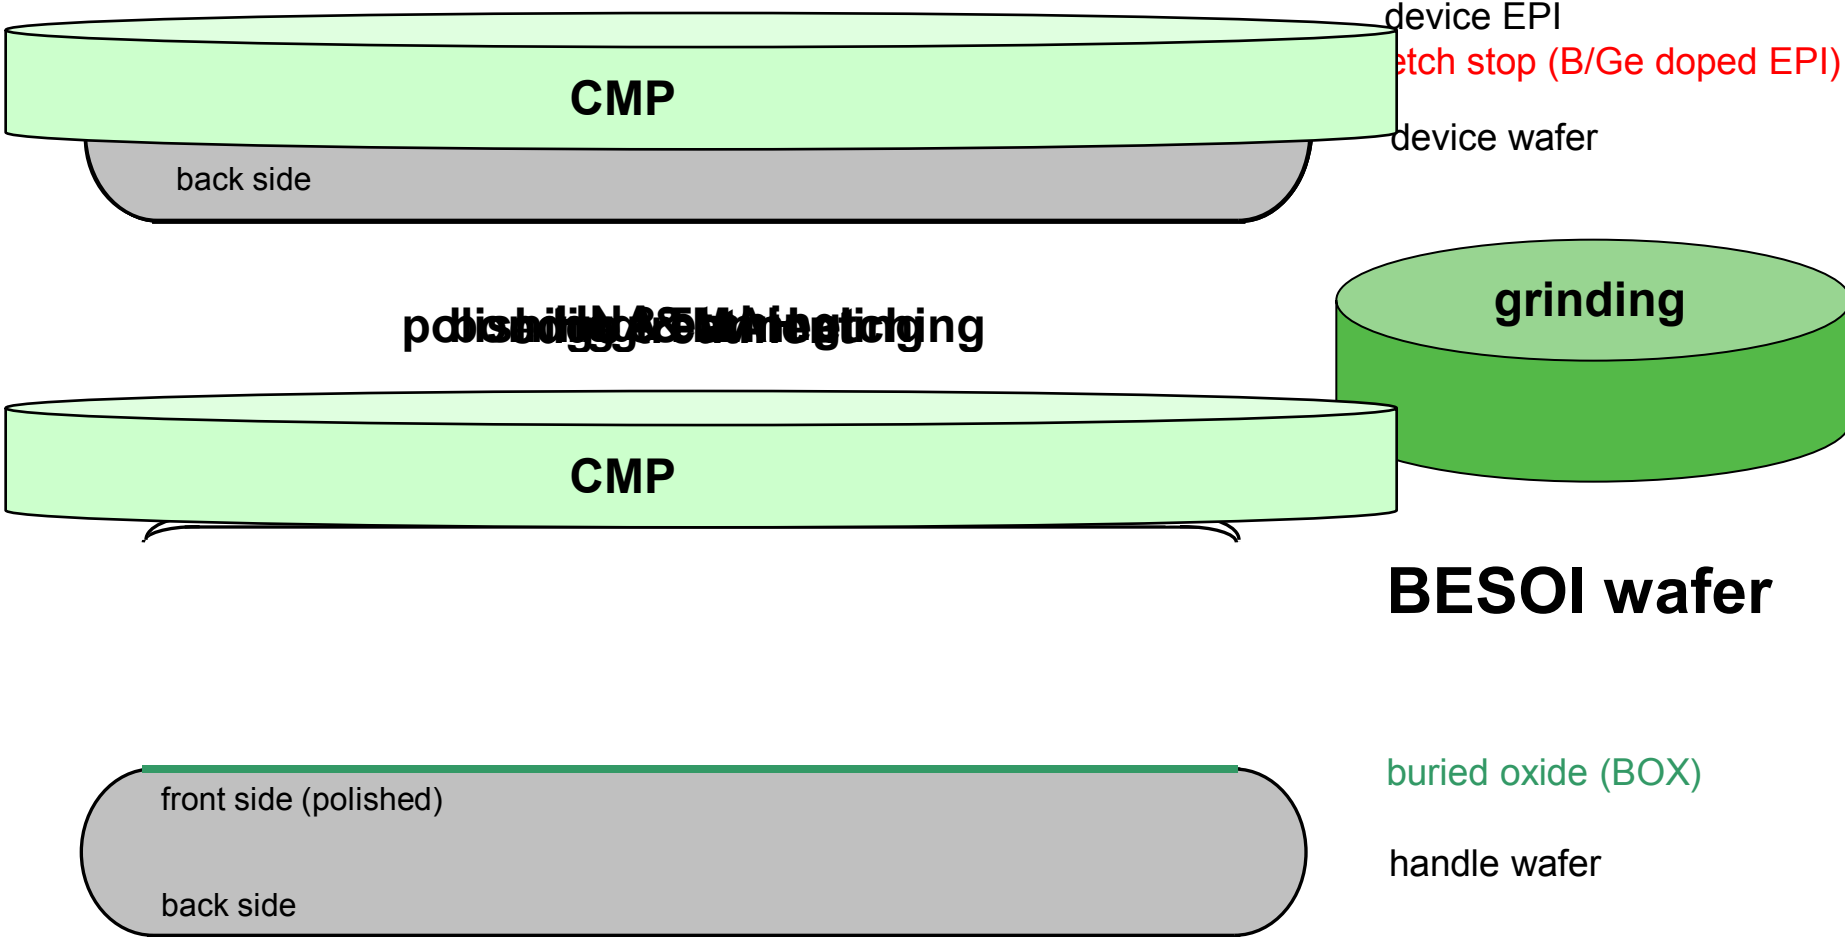 device EPI
etch stop (B/Ge doped EPI)
CMP
device wafer
back side
grinding
CMP
BESOI wafer
buried oxide (BOX)
front side (polished)
handle wafer
back side